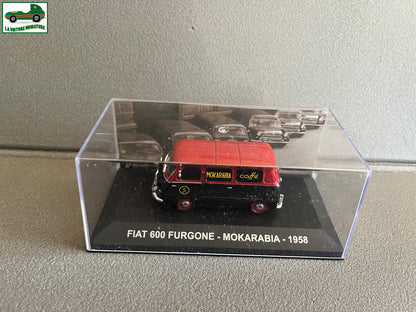 LA VOITURE MINIATURE
MOKARABIA caffè
FIAT 600 FURGONE - MOKARABIA - 1958